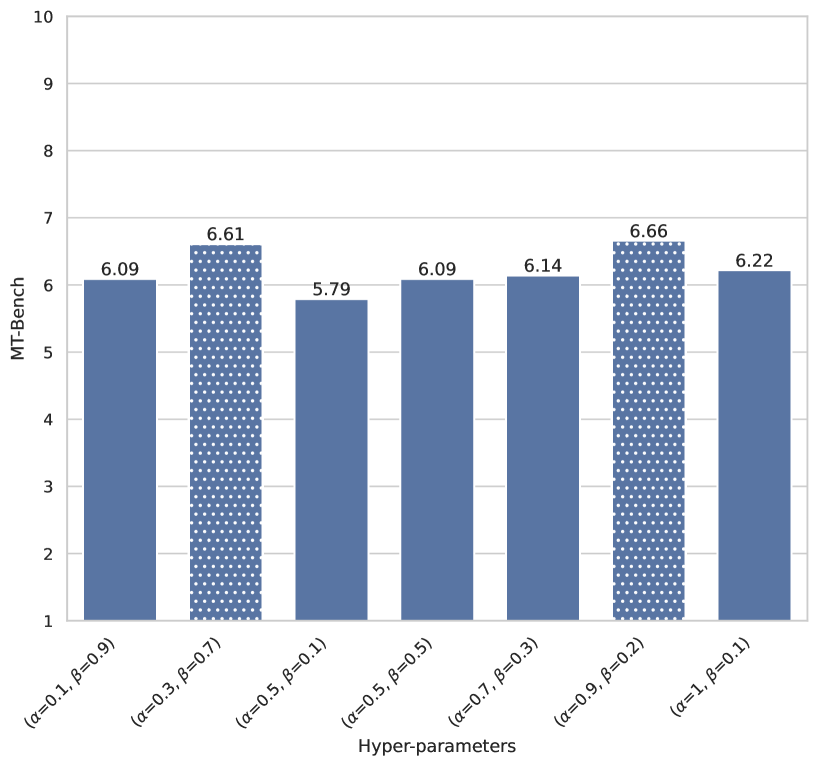 10
9
8
7
6
5
4
3
2
1
MT-Bench
6.09
6.61
5.79
6.09
6.14
6.66
6.22
(α=0.1, β=0.9)
(α=0.3, β=0.7)
(α=0.5, β=0.1)
(α=0.5, β=0.5)
(α=0.7, β=0.3)
(α=0.9, β=0.2)
(α=1, β=0.1)
Hyper-parameters